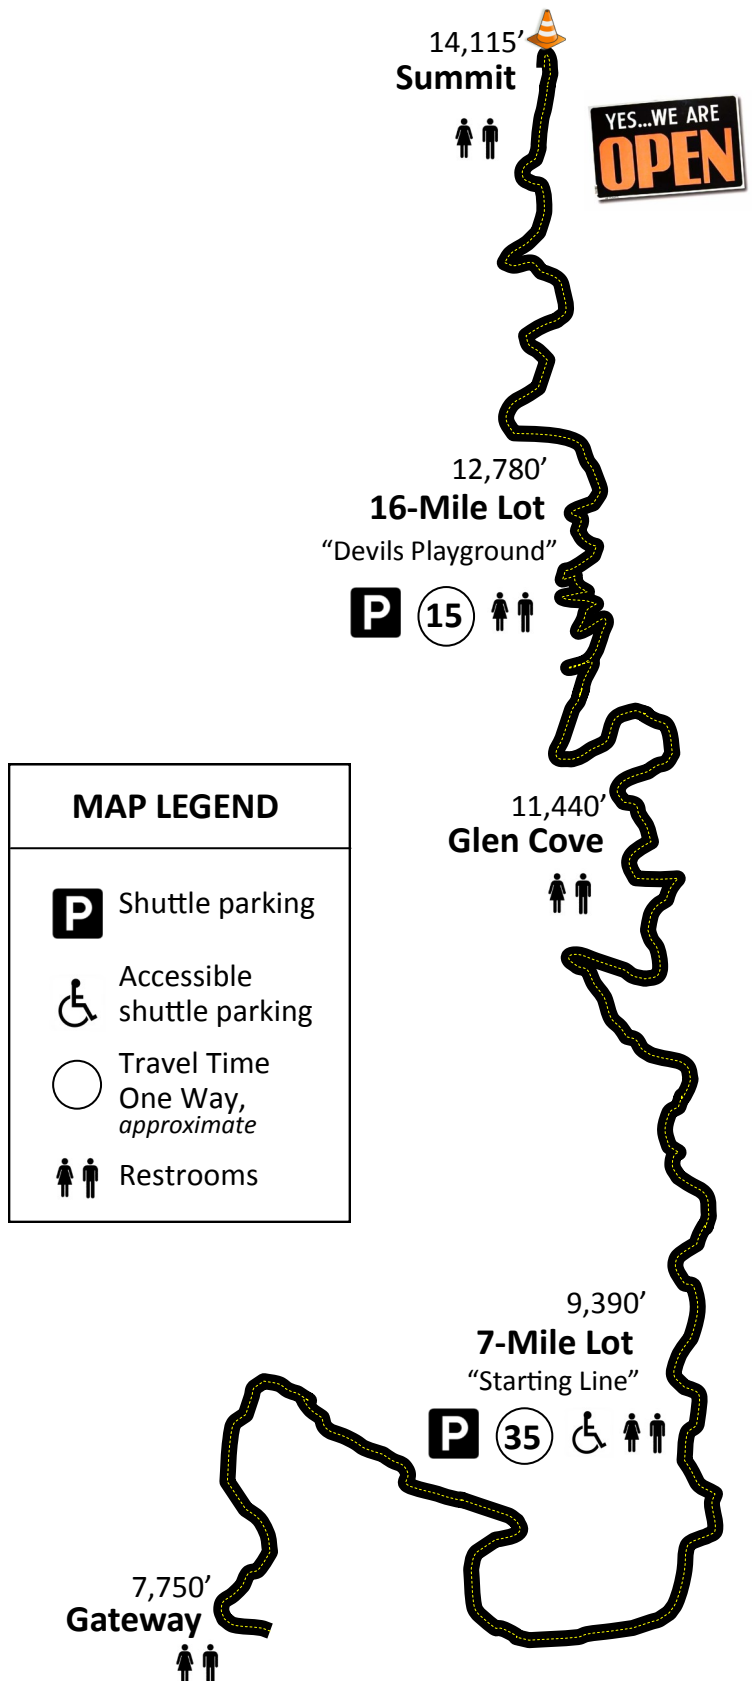 14,115’
Summit
YES...WE ARE
OPEN
12,780’
16-Mile Lot
“Devils Playground”
P 15
11,440’
Glen Cove
MAP LEGEND
P Shuttle parking
Accessible
shuttle parking
Travel Time
One Way,
approximate
Restrooms
9,390’
7-Mile Lot
“Starting Line”
P 35
7,750’
Gateway